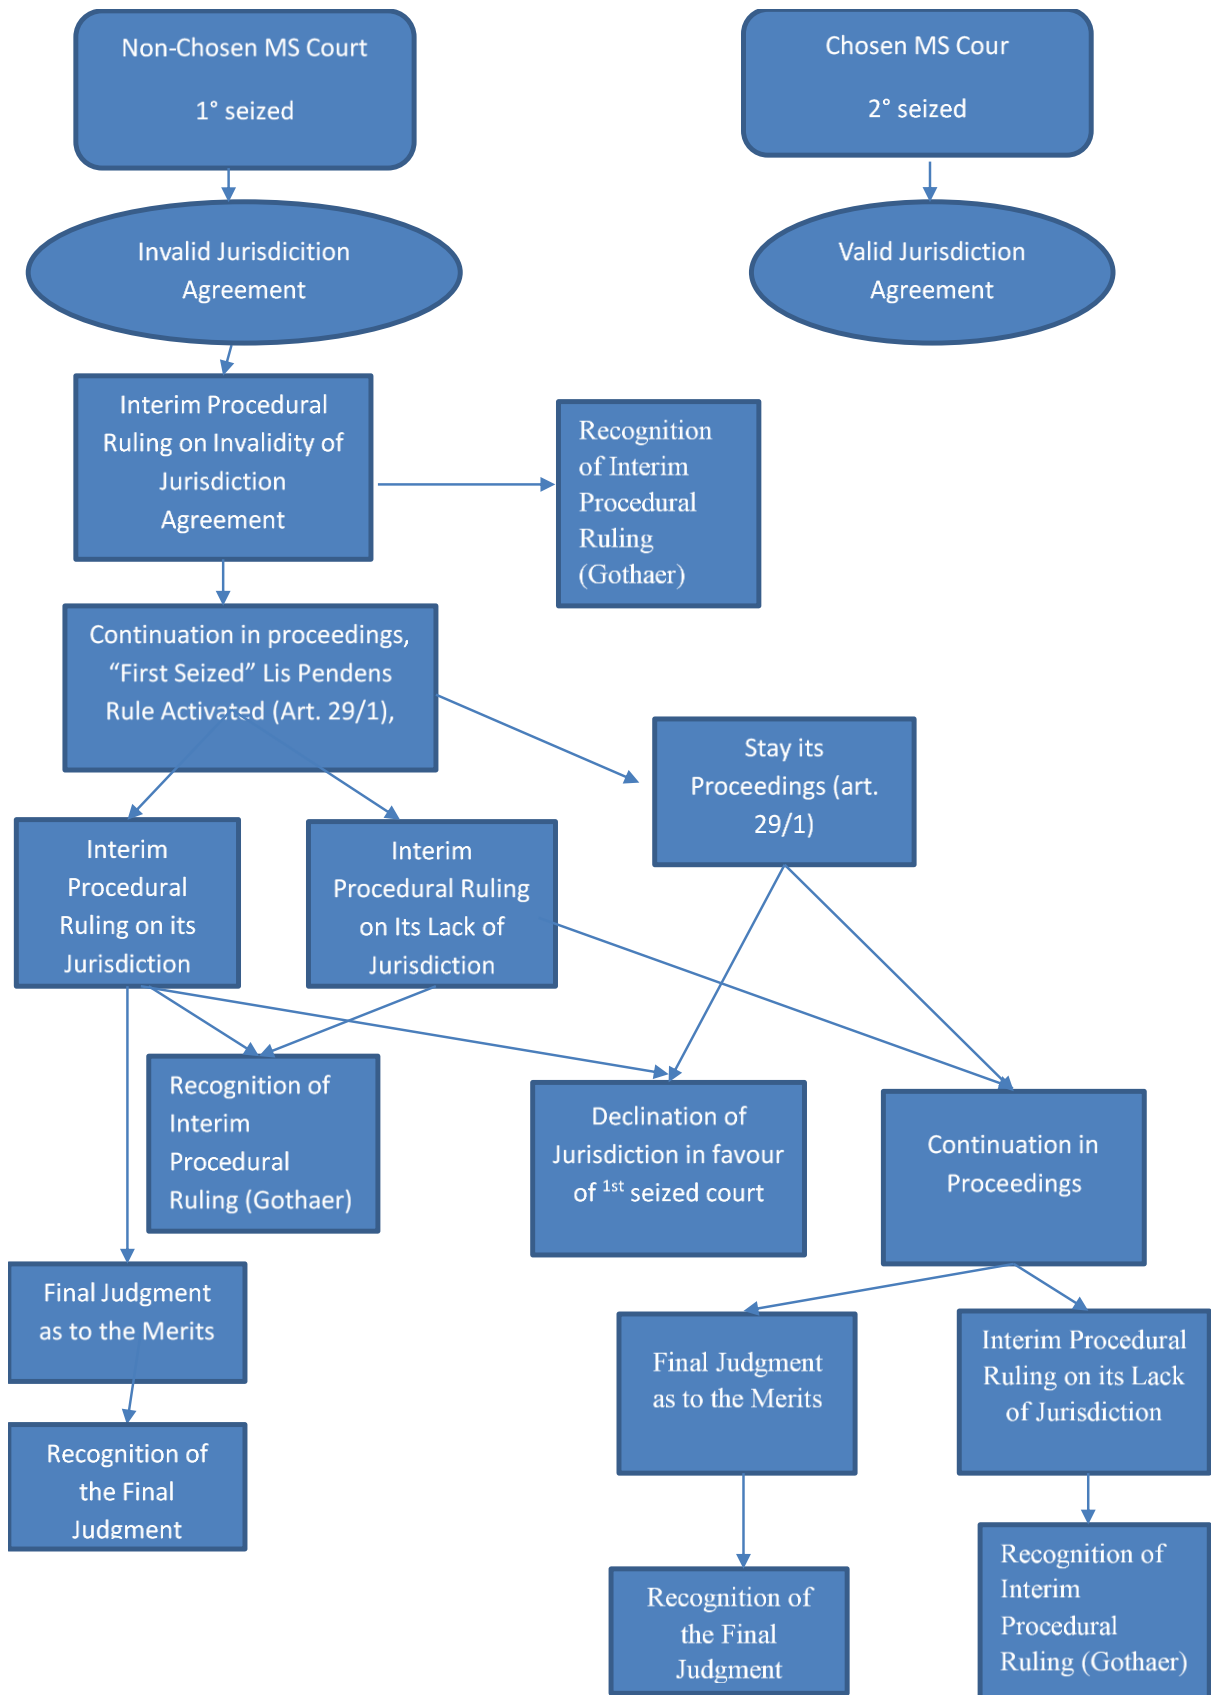 Non-Chosen MS Court
1° seized
Chosen MS Cour
2° seized
Invalid Jurisdicition
Agreement
Valid Jurisdiction
Agreement
Interim Procedural
Ruling on Invalidity of
Jurisdiction
Agreement
Recognition
of Interim
Procedural
Ruling
(Gothaer)
Continuation in proceedings,
“First Seized” Lis Pendens
Rule Activated (Art. 29/1),
Stay its
Proceedings (art.
29/1)
Interim
Procedural
Ruling on its
Jurisdiction
Interim
Procedural Ruling
on Its Lack of
Jurisdiction
Recognition of
Interim
Procedural
Ruling (Gothaer)
Declination of
Jurisdiction in favour
of 1st seized court
Continuation in
Proceedings
Final Judgment
as to the Merits
Final Judgment
as to the Merits
Interim Procedural
Ruling on its Lack
of Jurisdiction
Recognition of
the Final
Judgment
Recognition of
the Final
Judgment
Recognition of
Interim
Procedural
Ruling (Gothaer)